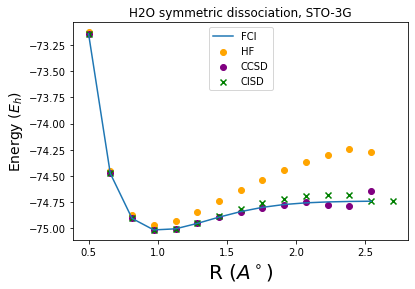 H2O symmetric dissociation, STO-3G
FCI
HF
CCSD
CISD
Energy (E_h)
−73.25
−73.50
−73.75
−74.00
−74.25
−74.50
−74.75
−75.00
0.5 1.0 1.5 2.0 2.5
R (A°)